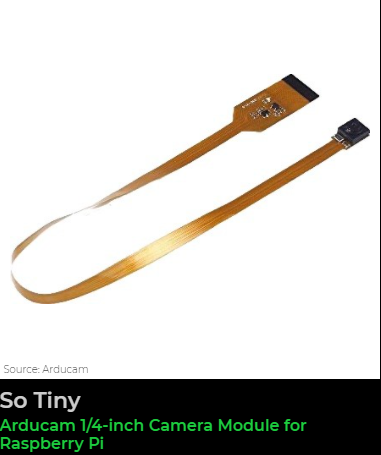 Source: Arducam
So Tiny
Arducam 1/4-inch Camera Module for
Raspberry Pi